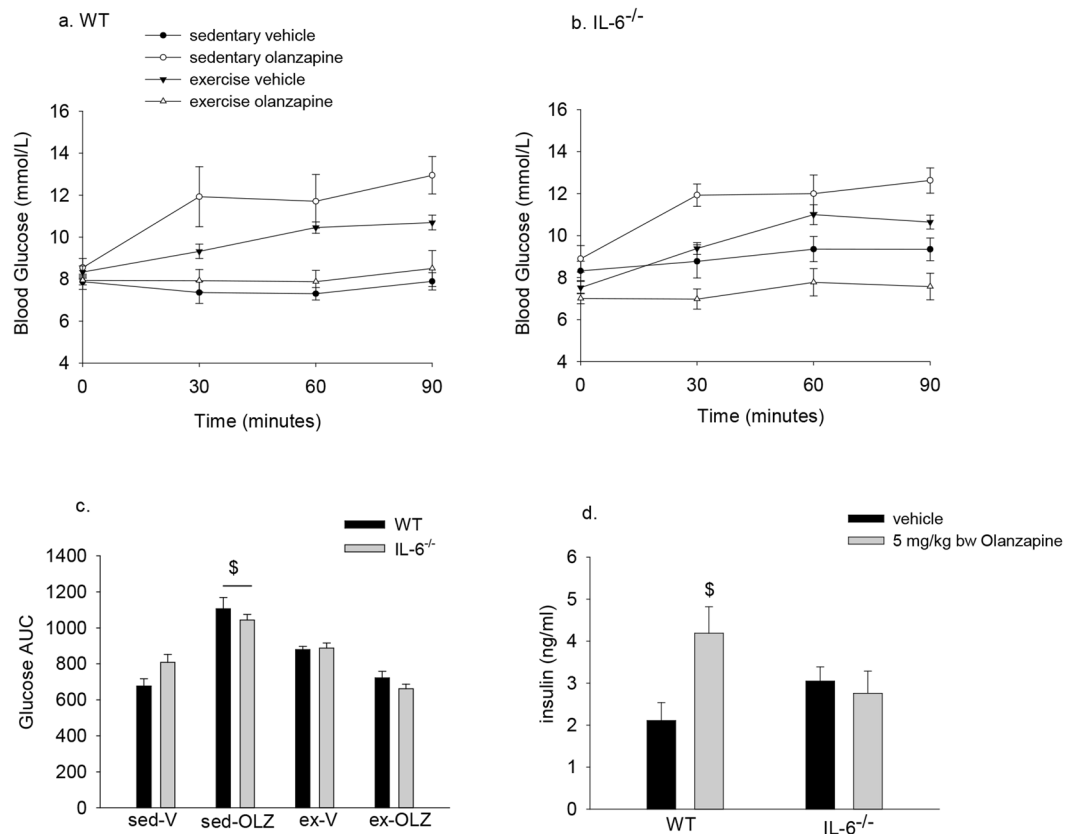 a. WT
sedentary vehicle
sedentary olanzapine
exercise vehicle
exercise olanzapine
Blood Glucose (mmol/L)
16
14
12
10
8
6
4
0 30 60 90
Time (minutes)
b. IL-6-/-
Blood Glucose (mmol/L)
16
14
12
10
8
6
4
0 30 60 90
Time (minutes)
c.
WT
IL-6-/-
Glucose AUC
1400
1200
1000
800
600
400
200
0
$
sed-V sed-OLZ ex-V ex-OLZ
d.
vehicle
5 mg/kg bw Olanzapine
insulin (ng/ml)
6
5
4
3
2
1
0
$
WT IL-6-/-